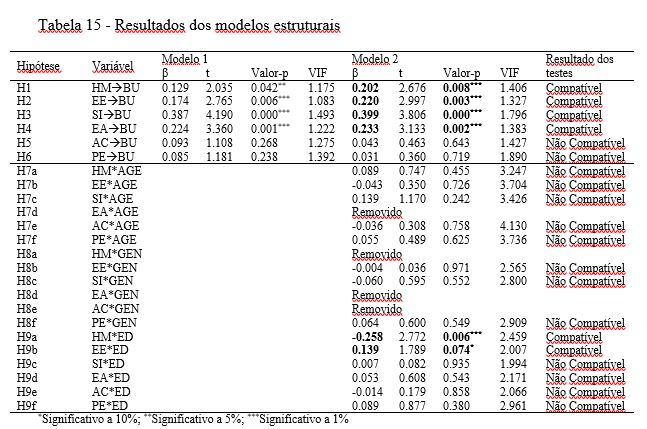 Tabela 15 - Resultados dos modelos estruturais
Hipótese Variável Modelo 1 Modelo 2 Resultado dos testes
β t Valor-p VIF β t Valor-p VIF
H1 HM→BU 0.129 2.035 0.042** 1.175 0.202 2.676 0.008*** 1.406 Compatível
H2 EE→BU 0.174 2.765 0.006*** 1.083 0.220 2.997 0.003*** 1.327 Compatível
H3 SI→BU 0.387 4.190 0.000*** 1.493 0.399 3.806 0.000*** 1.796 Compatível
H4 EA→BU 0.224 3.360 0.001*** 1.222 0.233 3.133 0.002*** 1.383 Compatível
H5 AC→BU 0.093 1.108 0.268 1.275 0.043 0.463 0.643 1.427 Não Compatível
H6 PE→BU 0.085 1.181 0.238 1.392 0.031 0.360 0.719 1.890 Não Compatível
H7a HM*AGE 0.089 0.747 0.455 3.247 Não Compatível
H7b EE*AGE -0.043 0.350 0.726 3.704 Não Compatível
H7c SI*AGE 0.139 1.170 0.242 3.426 Não Compatível
H7d EA*AGE Removido
H7e AC*AGE -0.036 0.308 0.758 4.130 Não Compatível
H7f PE*AGE 0.055 0.489 0.625 3.736 Não Compatível
H8a HM*GEN Removido
H8b EE*GEN -0.004 0.036 0.971 2.565 Não Compatível
H8c SI*GEN -0.060 0.595 0.552 2.800 Não Compatível
H8d EA*GEN Removido
H8e AC*GEN Removido
H8f PE*GEN 0.064 0.600 0.549 2.909 Não Compatível
H9a HM*ED -0.258 2.772 0.006*** 2.459 Compatível
H9b EE*ED 0.139 1.789 0.074* 2.007 Compatível
H9c SI*ED 0.007 0.082 0.935 1.994 Não Compatível
H9d EA*ED 0.053 0.608 0.543 2.171 Não Compatível
H9e AC*ED -0.014 0.179 0.858 2.066 Não Compatível
H9f PE*ED 0.089 0.877 0.380 2.961 Não Compatível
*Significativo a 10%; **Significativo a 5%; ***Significativo a 1%